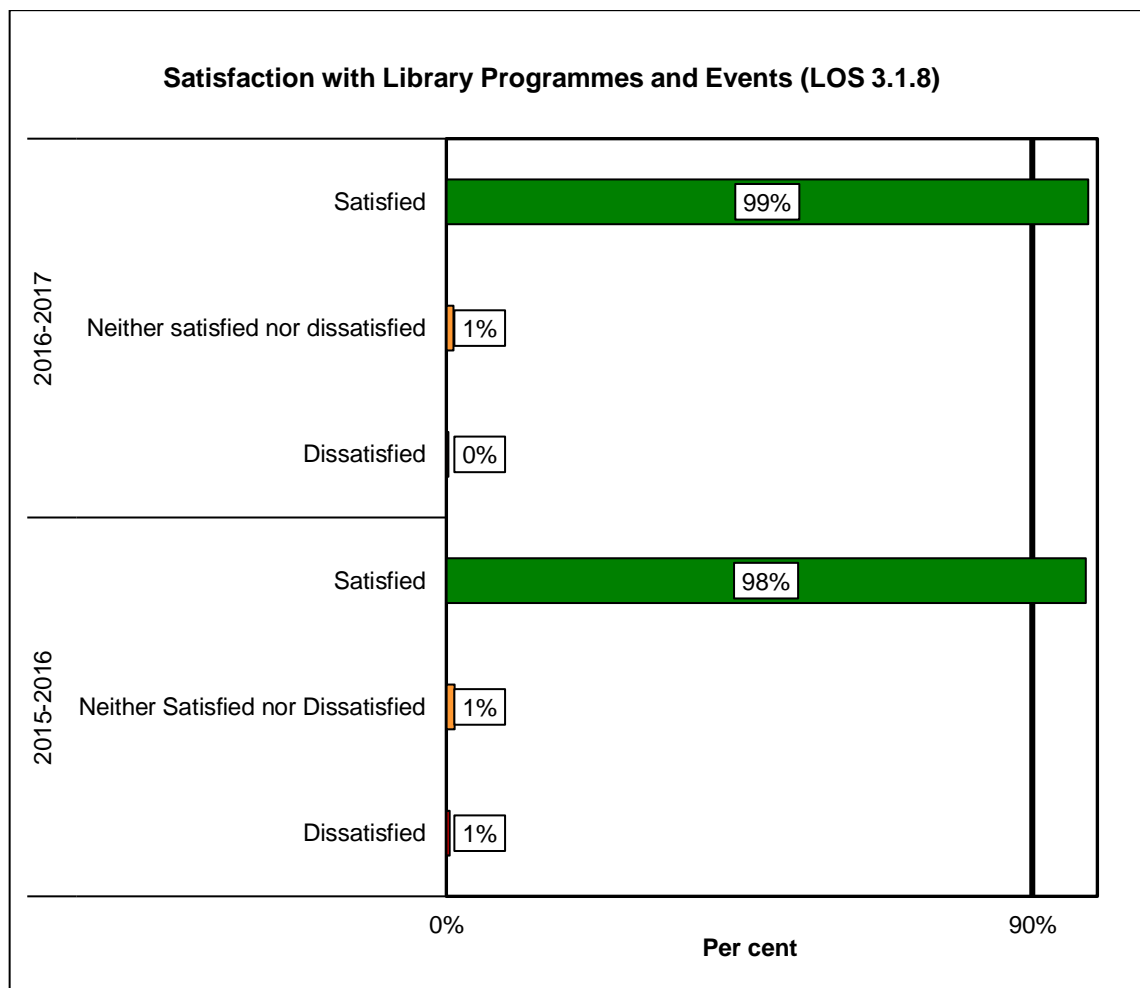 Satisfaction with Library Programmes and Events (LOS 3.1.8)
2016-2017
Satisfied
99%
Neither satisfied nor dissatisfied
1%
Dissatisfied
0%
2015-2016
Satisfied
98%
Neither Satisfied nor Dissatisfied
1%
Dissatisfied
1%
0%
90%
Per cent